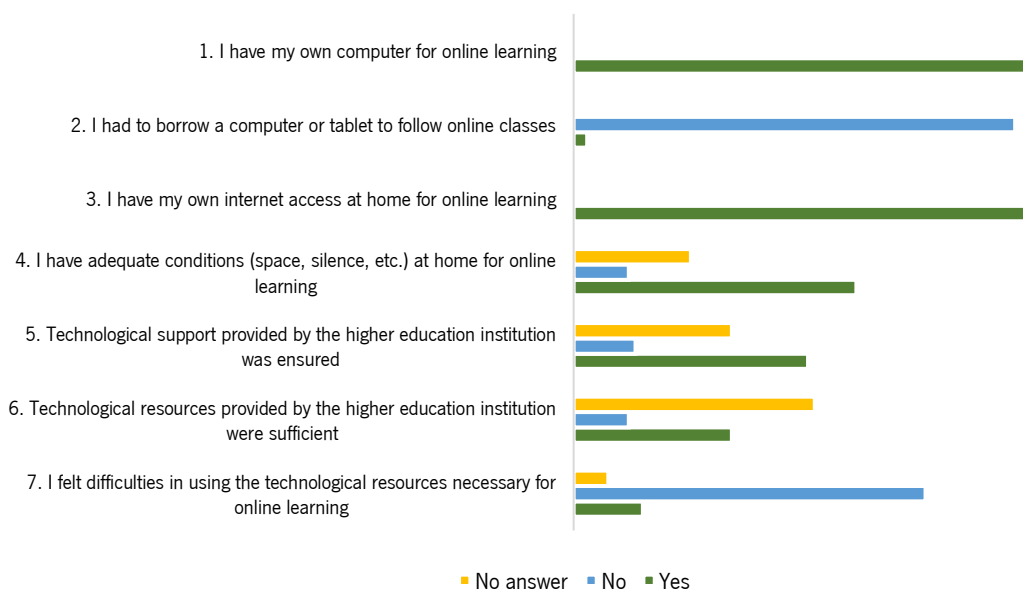 1. I have my own computer for online learning
2. I had to borrow a computer or tablet to follow online classes
3. I have my own internet access at home for online learning
4. I have adequate conditions (space, silence, etc.) at home for online
learning
5. Technological support provided by the higher education institution
was ensured
6. Technological resources provided by the higher education institution
were sufficient
7. I felt difficulties in using the technological resources necessary for
online learning
No answer No Yes